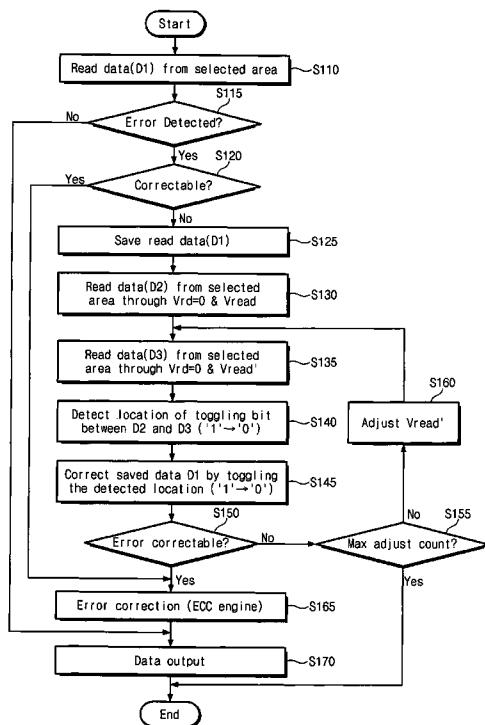 Start
Read data(D1) from selected area
S110
S115
No
Error Detected?
Yes
S120
Yes
Correctable?
No
Save read data(D1)
S125
Read data(D2) from selected
area through Vrd=0 & Vread
S130
Read data(D3) from selected
area through Vrd=0 & Vread'
S135
S160
Adjust Vread'
Detect location of toggling bit
between D2 and D3 ('1'→'0')
S140
Correct saved data D1 by toggling
the detected location ('1'→'0')
S145
S150
No
S155
Error correctable?
No
Max adjust count?
Yes
Yes
Error correction (ECC engine)
S165
Data output
S170
End